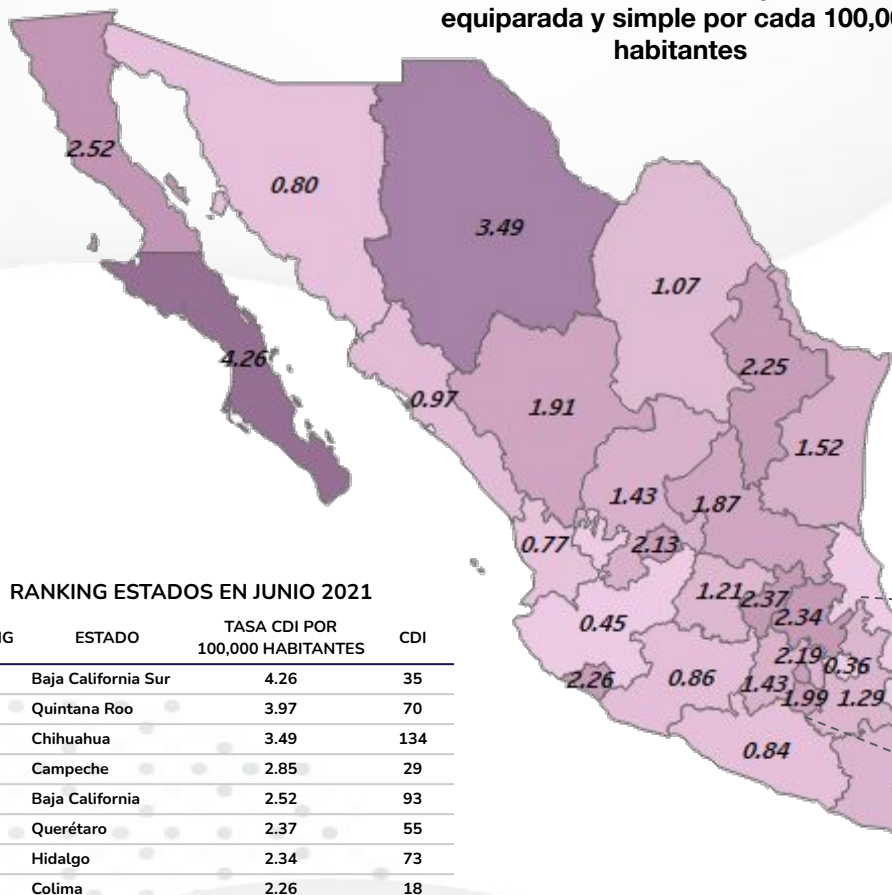 equiparada y simple por cada 100,00
habitantes
2.52
0.80
3.49
1.07
4.26
2.25
0.97
1.91
1.52
1.43
1.87
0.77
2.13
1.21
2.37
2.34
0.45
2.19
0.36
2.26
0.86
1.43
1.99
1.29
0.84
RANKING ESTADOS EN JUNIO 2021
NG ESTADO TASA CDI POR 100,000 HABITANTES CDI
Baja California Sur 4.26 35
Quintana Roo 3.97 70
Chihuahua 3.49 134
Campeche 2.85 29
Baja California 2.52 93
Querétaro 2.37 55
Hidalgo 2.34 73
Colima 2.26 18